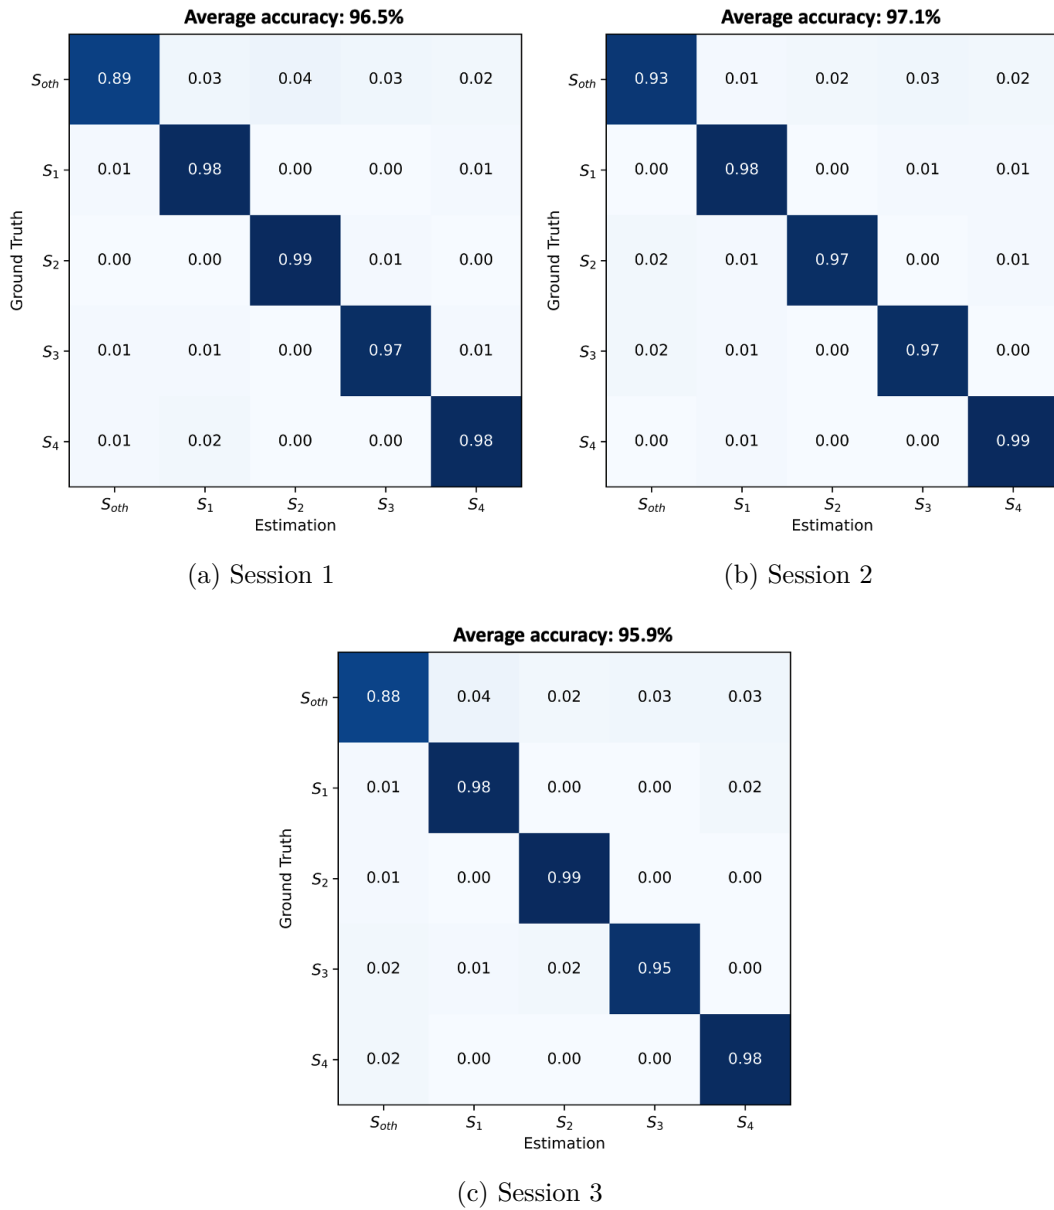 Average accuracy: 96.5%
S_oth 0.89 0.03 0.04 0.03 0.02
S_1 0.01 0.98 0.00 0.00 0.01
S_2 0.00 0.00 0.99 0.01 0.00
S_3 0.01 0.01 0.00 0.97 0.01
S_4 0.01 0.02 0.00 0.00 0.98
Ground Truth
S_oth S_1 S_2 S_3 S_4
Estimation
(a) Session 1
Average accuracy: 97.1%
S_oth 0.93 0.01 0.02 0.03 0.02
S_1 0.00 0.98 0.00 0.01 0.01
S_2 0.02 0.01 0.97 0.00 0.01
S_3 0.02 0.01 0.00 0.97 0.00
S_4 0.00 0.01 0.00 0.00 0.99
Ground Truth
S_oth S_1 S_2 S_3 S_4
Estimation
(b) Session 2
Average accuracy: 95.9%
S_oth 0.88 0.04 0.02 0.03 0.03
S_1 0.01 0.98 0.00 0.00 0.02
S_2 0.01 0.00 0.99 0.00 0.00
S_3 0.02 0.01 0.02 0.95 0.00
S_4 0.02 0.00 0.00 0.00 0.98
Ground Truth
S_oth S_1 S_2 S_3 S_4
Estimation
(c) Session 3